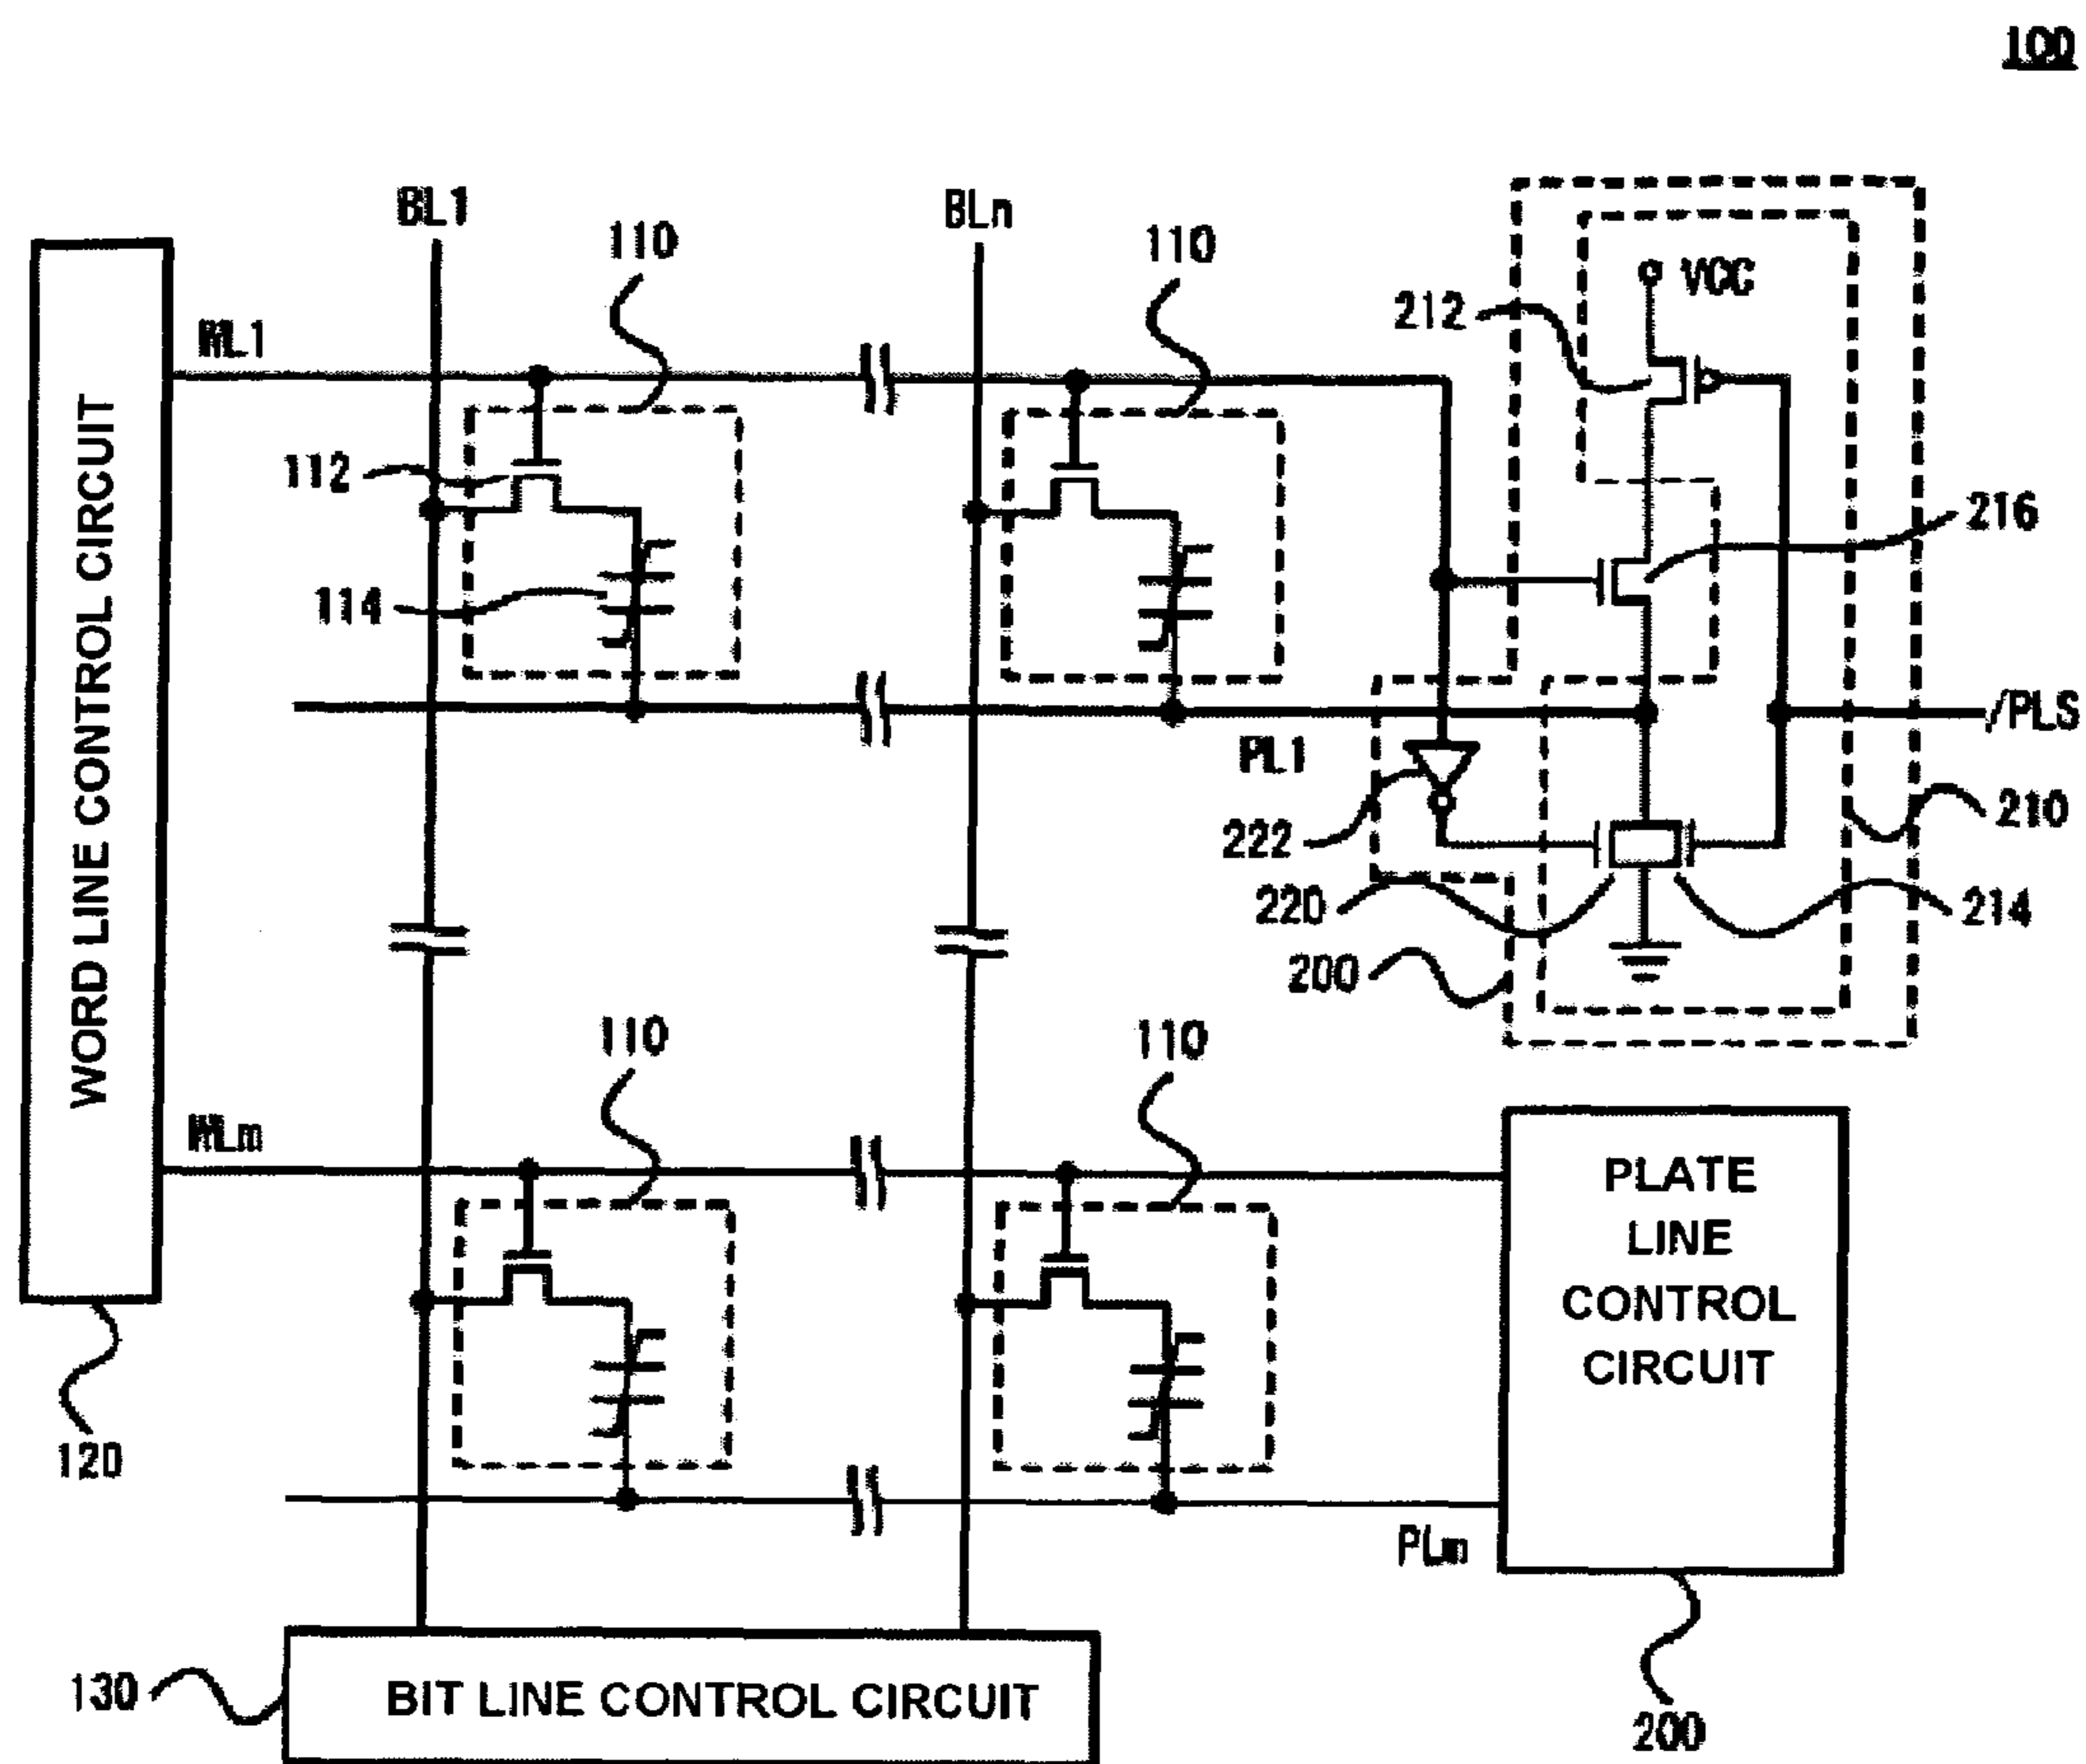 100
BL1
110
BLn
110
VCC
212
WL1
112
216
114
WORD LINE CONTROL CIRCUIT
/PLS
PL1
210
222
220
214
200
110
110
WLm
PLATE
LINE
CONTROL
CIRCUIT
120
PLm
130
BIT LINE CONTROL CIRCUIT
200